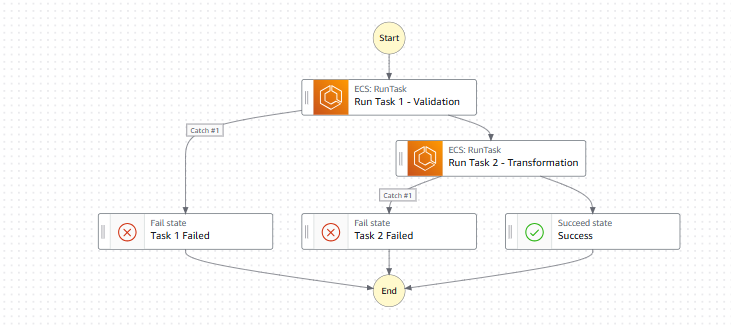 Start
ECS: RunTask
Run Task 1 - Validation
Catch #1
ECS: RunTask
Run Task 2 - Transformation
Catch #1
Fail state
Task 1 Failed
Fail state
Task 2 Failed
Succeed state
Success
End